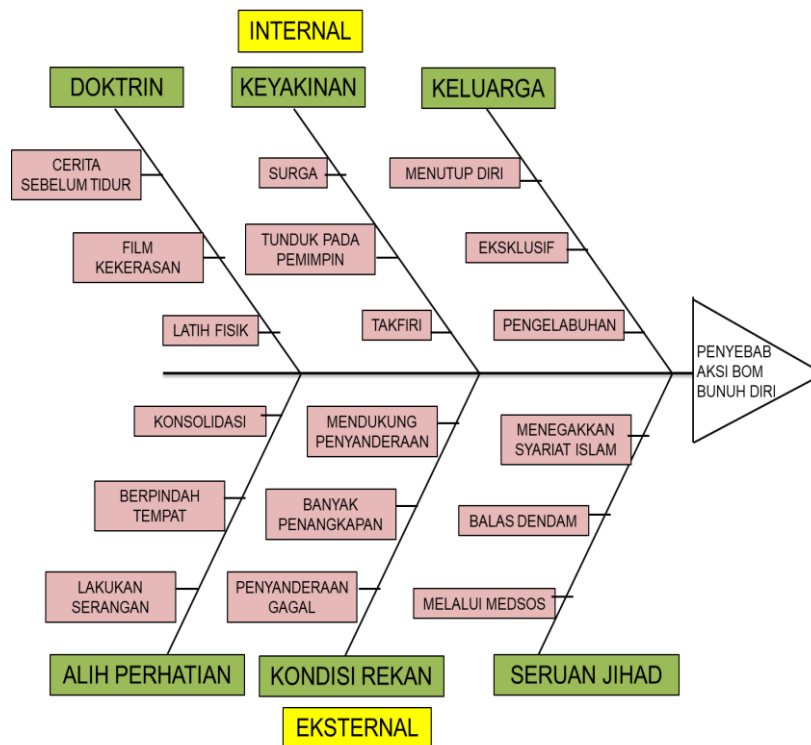 INTERNAL
DOKTRIN
KEYAKINAN
KELUARGA
CERITA
SEBELUM TIDUR
SURGA
MENUTUP DIRI
FILM
KEKERASAN
TUNDUK PADA
PEMIMPIN
EKSKLUSIF
LATIH FISIK
TAKFIRI
PENGELABUHAN
PENYEBAB
AKSI BOM
BUNUH DIRI
KONSOLIDASI
MENDUKUNG
PENYANDERAAN
MENEGAKKAN
SYARIAT ISLAM
BERPINDAH
TEMPAT
BANYAK
PENANGKAPAN
BALAS DENDAM
LAKUKAN
SERANGAN
PENYANDERAAN
GAGAL
MELALUI MEDSOS
ALIH PERHATIAN
KONDISI REKAN
SERUAN JIHAD
EKSTERNAL